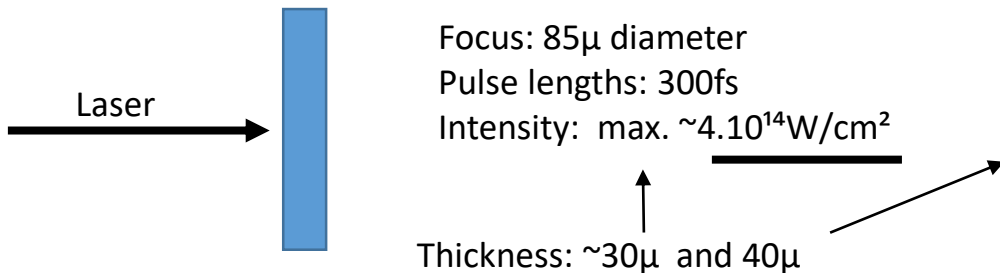 Focus: 85μ diameter
Pulse lengths: 300fs
Laser
Intensity:  max. ~4.10¹⁴W/cm²
Thickness: ~30μ  and 40μ